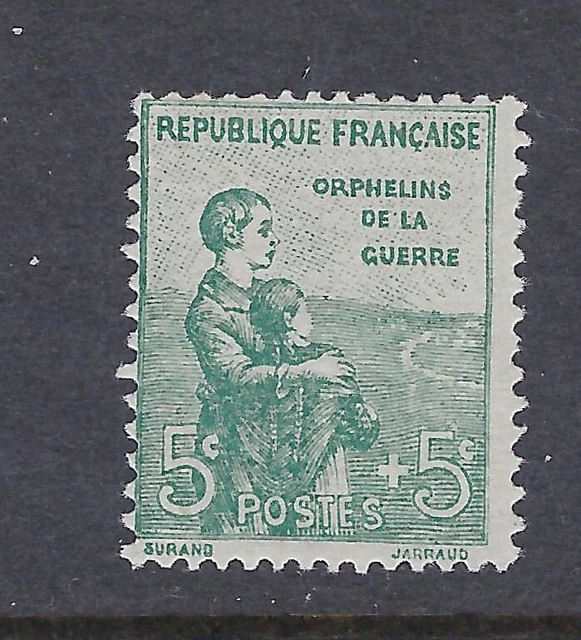 REPUBLIQUE FRANÇAISE
ORPHELINS
DE LA
GUERRE
5c +5c
POSTES
SURAND JARRAUD